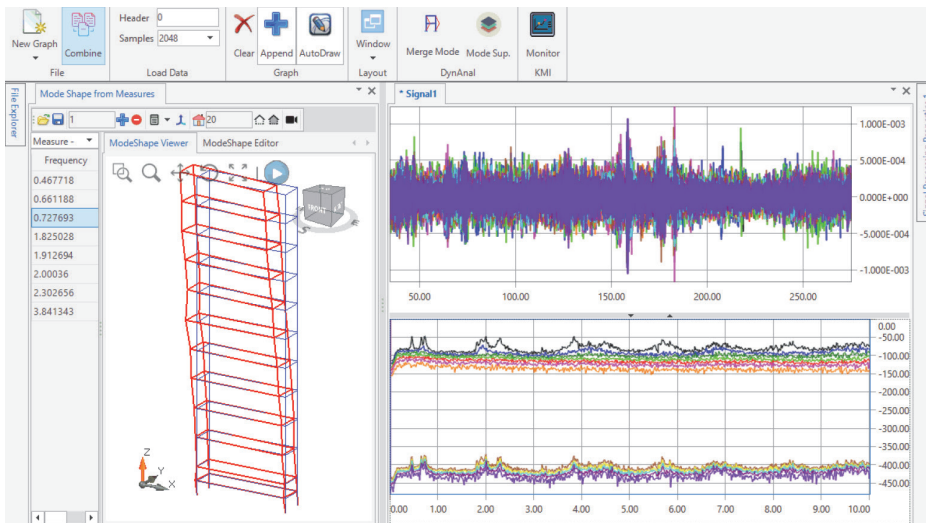 Header 0
Samples 2048
New Graph
Combine
Clear
Append
AutoDraw
Window
Merge Mode
Mode Sup.
Monitor
File
Load Data
Graph
Layout
DynAnal
KMI
File Explorer
Mode Shape from Measures
1
20
Measure -
ModeShape Viewer
ModeShape Editor
Frequency
0.467718
0.661188
0.727693
1.825028
1.912694
2.00036
2.302656
3.841343
FRONT
Z
Y
X
* Signal1
1.000E-003
5.000E-004
0.000E+000
-5.000E-004
-1.000E-003
50.00
100.00
150.00
200.00
250.00
0.00
-50.00
-100.00
-150.00
-200.00
-250.00
-300.00
-350.00
-400.00
-450.00
0.00
1.00
2.00
3.00
4.00
5.00
6.00
7.00
8.00
9.00
10.00